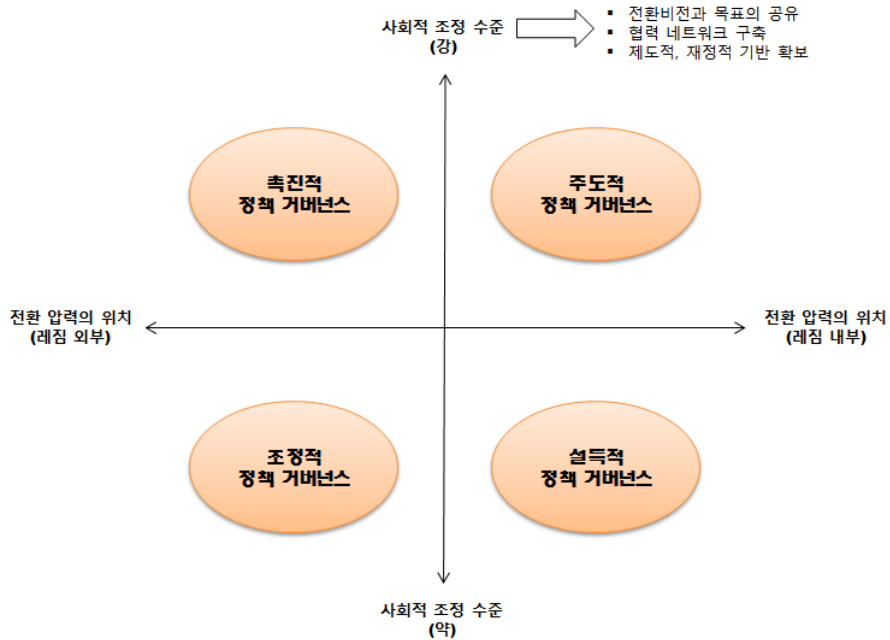 사회적 조정 수준
(강)
▪ 전환비전과 목표의 공유
▪ 협력 네트워크 구축
▪ 제도적, 재정적 기반 확보
촉진적
정책 거버넌스
주도적
정책 거버넌스
전환 압력의 위치
(레짐 외부)
전환 압력의 위치
(레짐 내부)
조정적
정책 거버넌스
설득적
정책 거버넌스
사회적 조정 수준
(약)